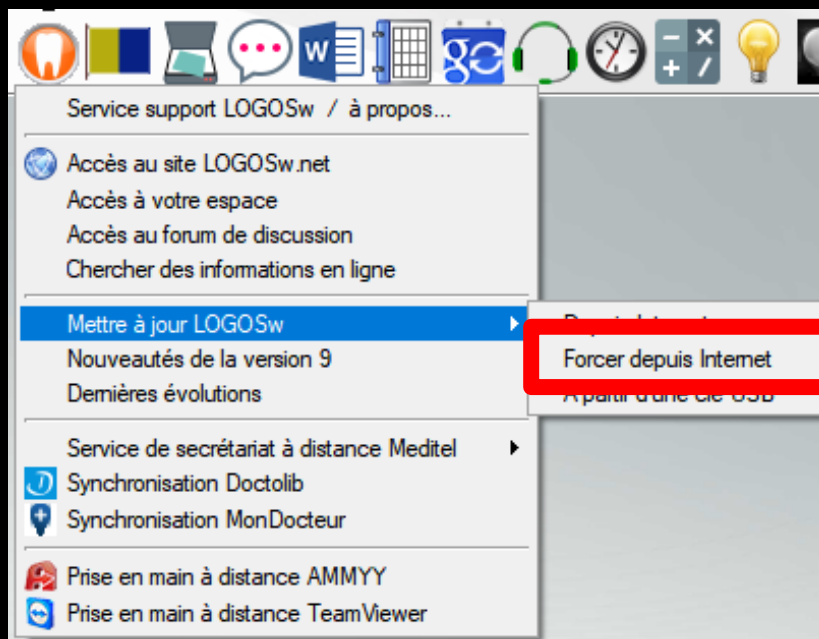 Service support LOGOSw / à propos...
Accès au site LOGOSw.net
Accès à votre espace
Accès au forum de discussion
Chercher des informations en ligne
Mettre à jour LOGOSw
Forcer depuis Internet
Nouveautés de la version 9
Dernières évolutions
Service de secrétariat à distance Meditel
Synchronisation Doctolib
Synchronisation MonDocteur
Prise en main à distance AMMYY
Prise en main à distance TeamViewer